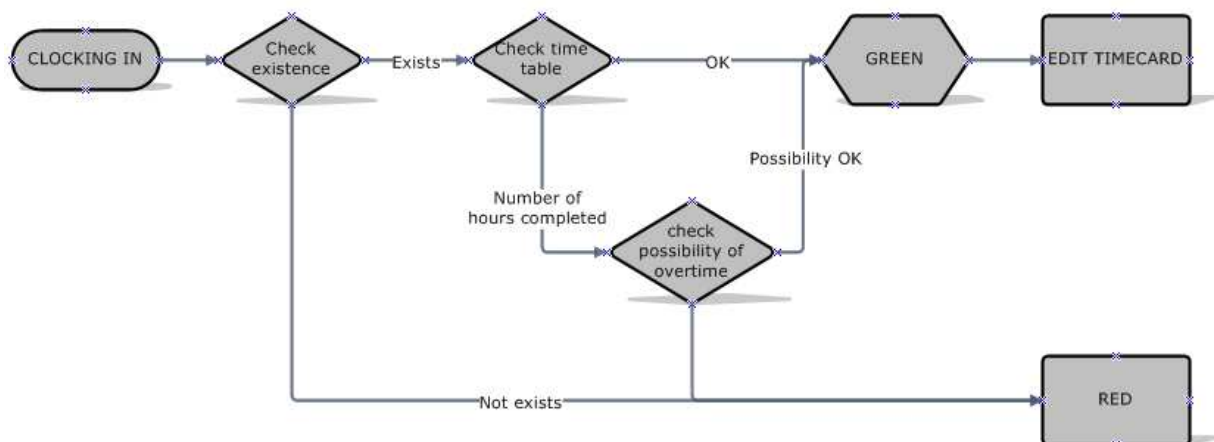 CLOCKING IN
Check
existence
Exists
Check time
table
OK
GREEN
EDIT TIMECARD
Possibility OK
Number of
hours completed
check
possibility of
overtime
Not exists
RED